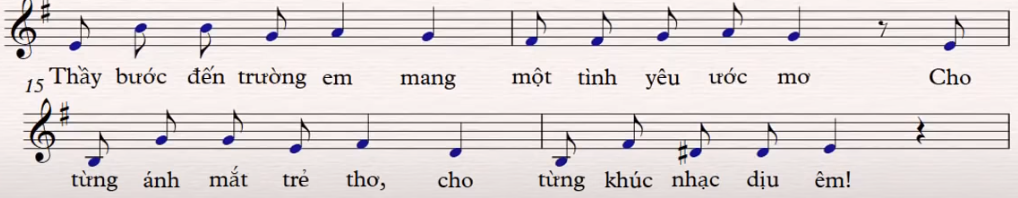 Thầy bước đến trường em mang một tình yêu ước mơ Cho
15
từng ánh mắt trẻ thơ, cho từng khúc nhạc dịu êm!